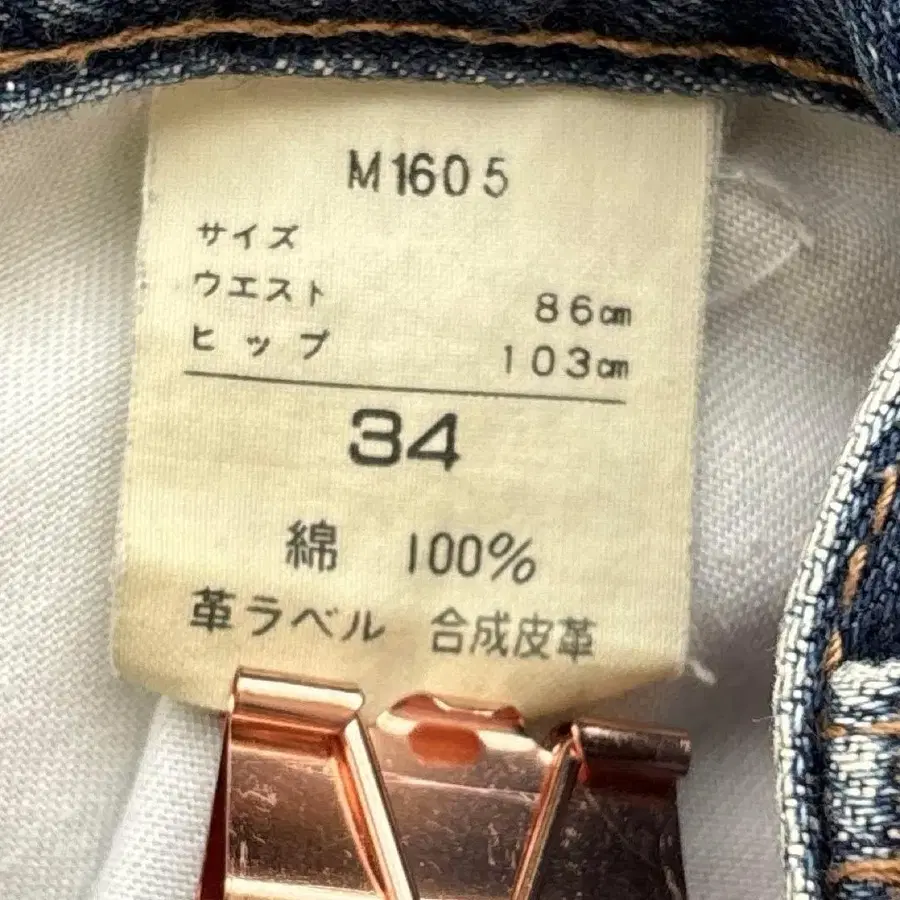 M1605
サイズ
ウエスト 86㎝
ヒップ 103㎝
34
綿 100%
革ラベル 合成皮革